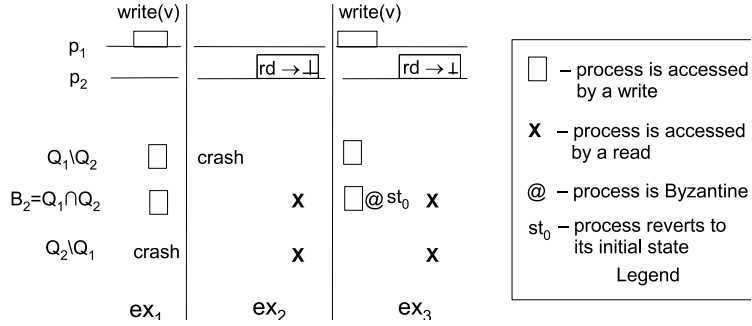 write(v)
write(v)
p1
rd → ⊥
rd → ⊥
p2
Q1\Q2
crash
B2=Q1∩Q2
X
@ st0
X
Q2\Q1
crash
X
X
ex1
ex2
ex3
– process is accessed
by a write
X – process is accessed
by a read
@ – process is Byzantine
st0 – process reverts to
its initial state
Legend